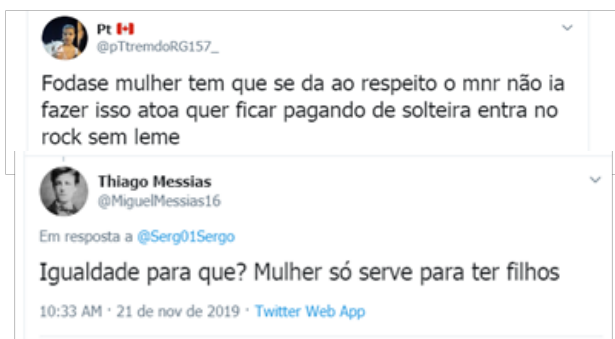 Pt 🇨🇦
@pTtremdoRG157_
Fodase mulher tem que se da ao respeito o mnr não ia
fazer isso atoa quer ficar pagando de solteira entra no
rock sem leme
Thiago Messias
@MiguelMessias16
Em resposta a @Serg01Sergo
Igualdade para que? Mulher só serve para ter filhos
10:33 AM · 21 de nov de 2019 · Twitter Web App